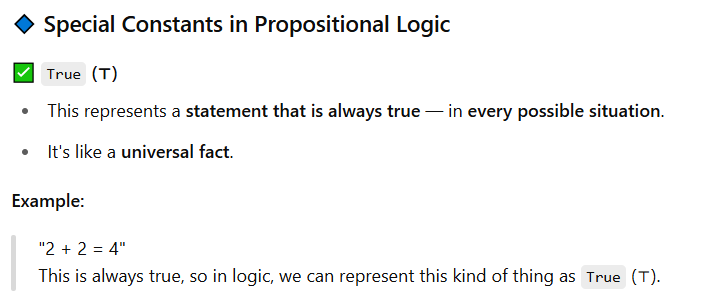 🔷 Special Constants in Propositional Logic
✅ True (⊤)
• This represents a statement that is always true — in every possible situation.
• It's like a universal fact.
Example:
"2 + 2 = 4"
This is always true, so in logic, we can represent this kind of thing as True (⊤).